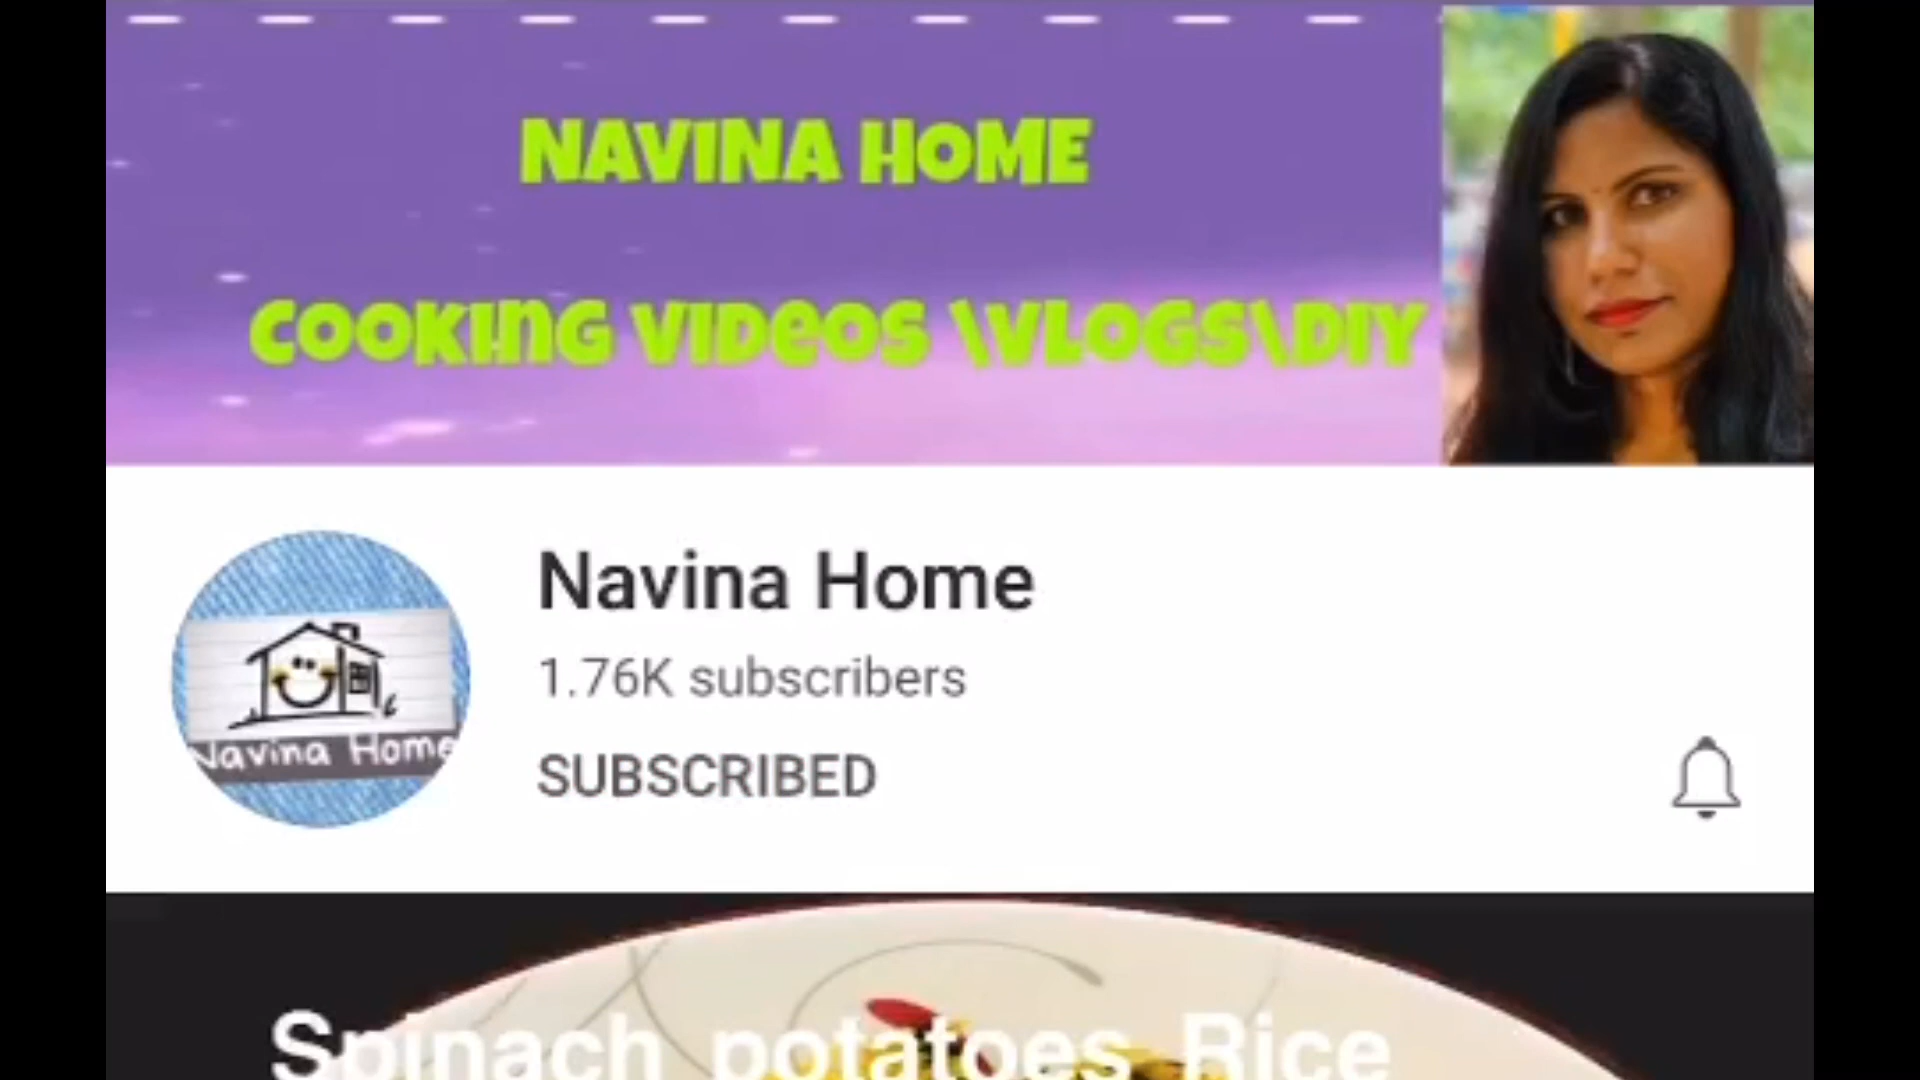 NAVINA HOME
COOKING VIDEOS \VLOGS\DIY
Navina Home
1.76K subscribers
SUBSCRIBED
Navina Home
Spinach potatoes Rice